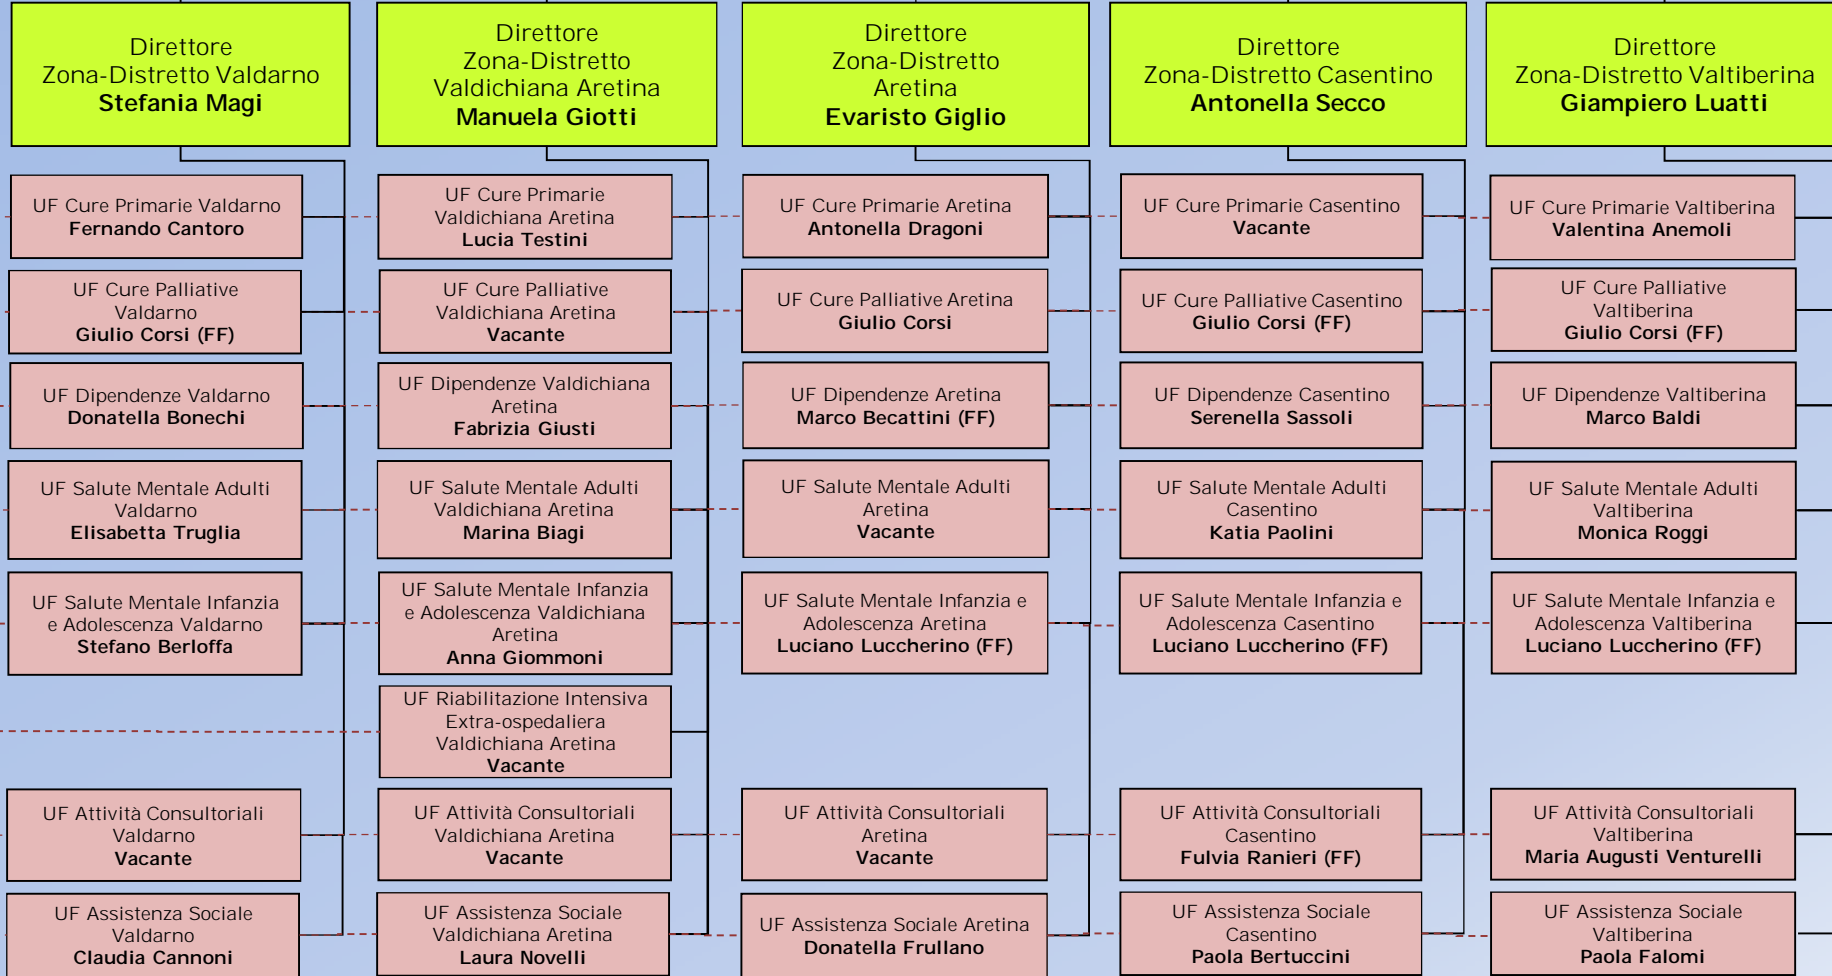 Direttore
Zona-Distretto Valdarno
Stefania Magi
Direttore
Zona-Distretto
Valdichiana Aretina
Manuela Giotti
Direttore
Zona-Distretto
Aretina
Evaristo Giglio
Direttore
Zona-Distretto Casentino
Antonella Secco
Direttore
Zona-Distretto Valtiberina
Giampiero Luatti
UF Cure Primarie Valdarno
Fernando Cantoro
UF Cure Primarie
Valdichiana Aretina
Lucia Testini
UF Cure Primarie Aretina
Antonella Dragoni
UF Cure Primarie Casentino
Vacante
UF Cure Primarie Valtiberina
Valentina Anemoli
UF Cure Palliative
Valdarno
Giulio Corsi (FF)
UF Cure Palliative
Valdichiana Aretina
Vacante
UF Cure Palliative Aretina
Giulio Corsi
UF Cure Palliative Casentino
Giulio Corsi (FF)
UF Cure Palliative
Valtiberina
Giulio Corsi (FF)
UF Dipendenze Valdarno
Donatella Bonechi
UF Dipendenze Valdichiana
Aretina
Fabrizia Giusti
UF Dipendenze Aretina
Marco Becattini (FF)
UF Dipendenze Casentino
Serenella Sassoli
UF Dipendenze Valtiberina
Marco Baldi
UF Salute Mentale Adulti
Valdarno
Elisabetta Truglia
UF Salute Mentale Adulti
Valdichiana Aretina
Marina Biagi
UF Salute Mentale Adulti
Aretina
Vacante
UF Salute Mentale Adulti
Casentino
Katia Paolini
UF Salute Mentale Adulti
Valtiberina
Monica Roggi
UF Salute Mentale Infanzia
e Adolescenza Valdarno
Stefano Berloffa
UF Salute Mentale Infanzia
e Adolescenza Valdichiana
Aretina
Anna Giommoni
UF Salute Mentale Infanzia e
Adolescenza Aretina
Luciano Luccherino (FF)
UF Salute Mentale Infanzia e
Adolescenza Casentino
Luciano Luccherino (FF)
UF Salute Mentale Infanzia e
Adolescenza Valtiberina
Luciano Luccherino (FF)
UF Riabilitazione Intensiva
Extra-ospedaliera
Valdichiana Aretina
Vacante
UF Attività Consultoriali
Valdarno
Vacante
UF Attività Consultoriali
Valdichiana Aretina
Vacante
UF Attività Consultoriali
Aretina
Vacante
UF Attività Consultoriali
Casentino
Fulvia Ranieri (FF)
UF Attività Consultoriali
Valtiberina
Maria Augusti Venturelli
UF Assistenza Sociale
Valdarno
Claudia Cannoni
UF Assistenza Sociale
Valdichiana Aretina
Laura Novelli
UF Assistenza Sociale Aretina
Donatella Frullano
UF Assistenza Sociale
Casentino
Paola Bertuccini
UF Assistenza Sociale
Valtiberina
Paola Falomi